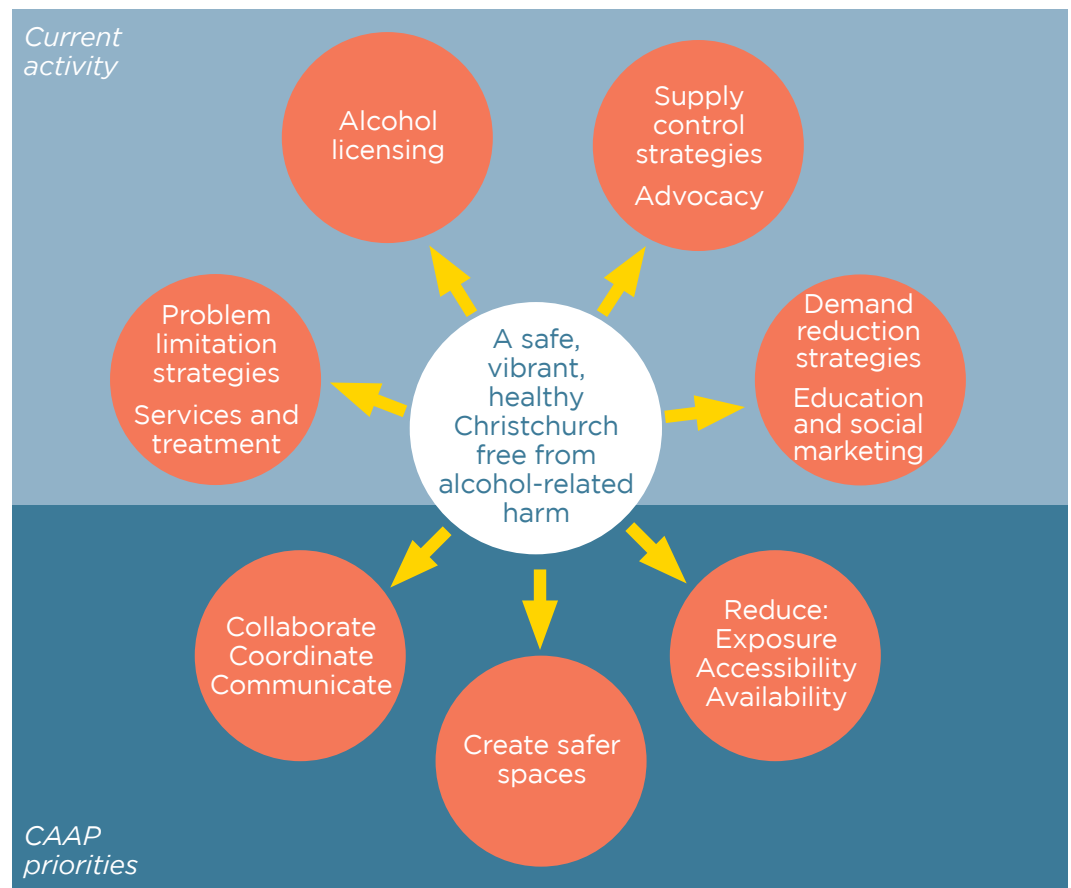 Current
activity
Alcohol
licensing
Supply
control
strategies
Advocacy
Problem
limitation
strategies
Services and
treatment
A safe,
vibrant,
healthy
Christchurch
free from
alcohol-related
harm
Demand
reduction
strategies
Education
and social
marketing
Collaborate
Coordinate
Communicate
Create safer
spaces
Reduce:
Exposure
Accessibility
Availability
CAAP
priorities